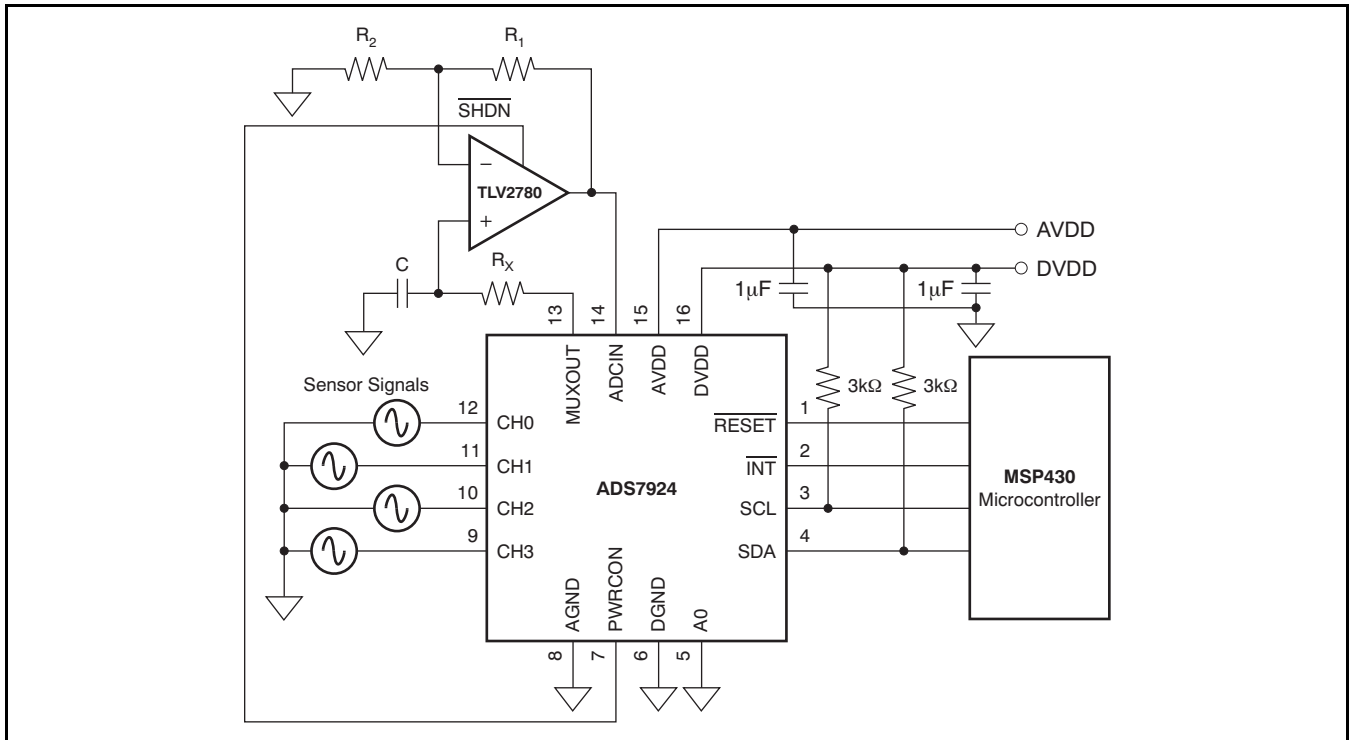 R2
R1
SHDN
−
TLV2780
+
C
RX
AVDD
DVDD
1μF
1μF
13
14
15
16
MUXOUT
ADCIN
AVDD
DVDD
3kΩ
3kΩ
Sensor Signals
12
CH0
11
CH1
10
CH2
9
CH3
ADS7924
RESET
1
INT
2
SCL
3
SDA
4
MSP430
Microcontroller
AGND
PWRCON
DGND
A0
8
7
6
5